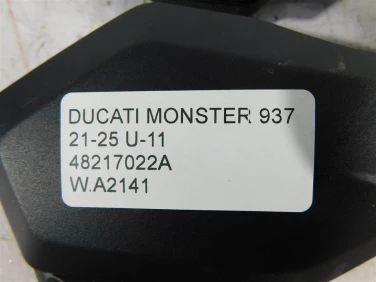 DUCATI MONSTER 937
21-25 U-11
48217022A
W.A2141